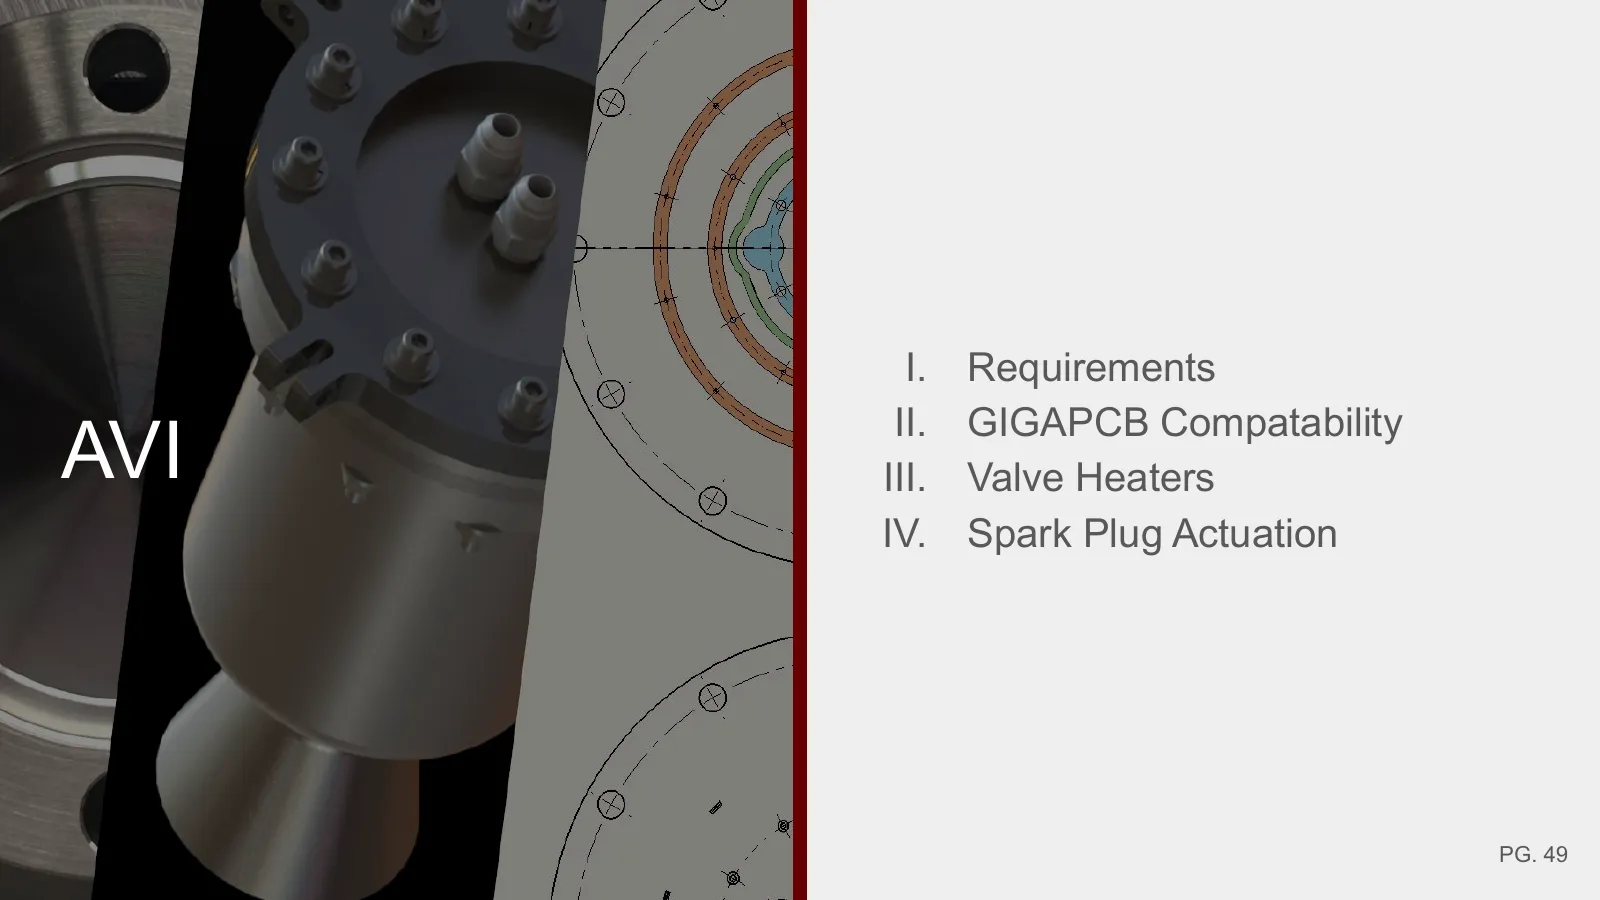 AVI
I. Requirements
II. GIGAPCB Compatability
III. Valve Heaters
IV. Spark Plug Actuation
PG. 49